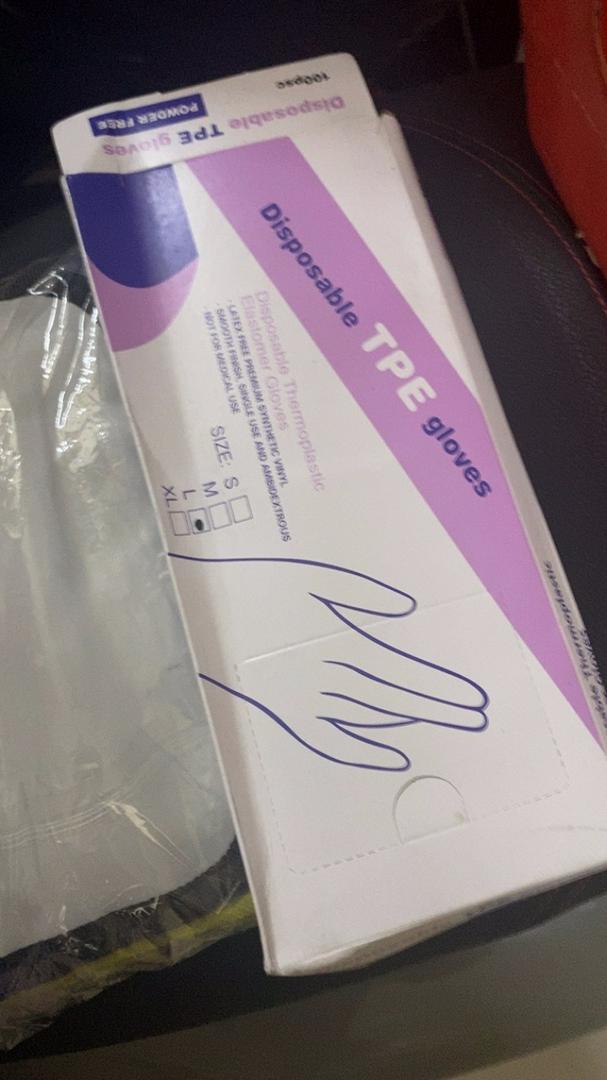 100psc
Disposable TPE gloves
POWDER FREE
Disposable TPE gloves
Disposable Thermoplastic
Elastomer Gloves
· LATEX FREE PREMIUM SYNTHETIC VINYL
· SMOOTH FINISH, SINGLE USE AND AMBIDEXTROUS
· NOT FOR MEDICAL USE
SIZE: S
M
L
XL
Thermoplastic